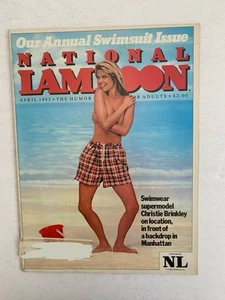 Our Annual Swimsuit Issue
NATIONAL
LAMPOON
APRIL 1983 • THE HUMOR FOR ADULTS • $2.00
Swimwear
supermodel
Christie Brinkley
on location,
in front of
a backdrop in
Manhattan
NL